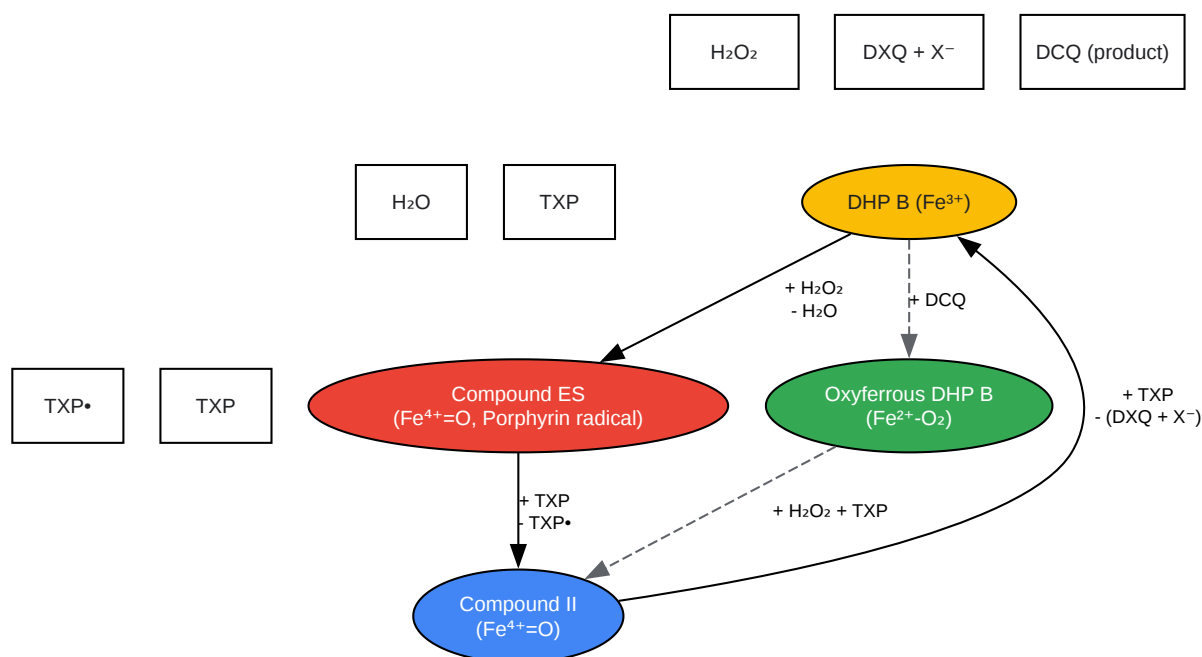 H₂O₂
DXQ + X⁻
DCQ (product)
H₂O
TXP
DHP B (Fe³⁺)
+ H₂O₂
- H₂O
+ DCQ
TXP•
TXP
Compound ES
(Fe⁴⁺=O, Porphyrin radical)
Oxyferrous DHP B
(Fe²⁺-O₂)
+ TXP
- (DXQ + X⁻)
+ TXP
- TXP•
+ H₂O₂ + TXP
Compound II
(Fe⁴⁺=O)